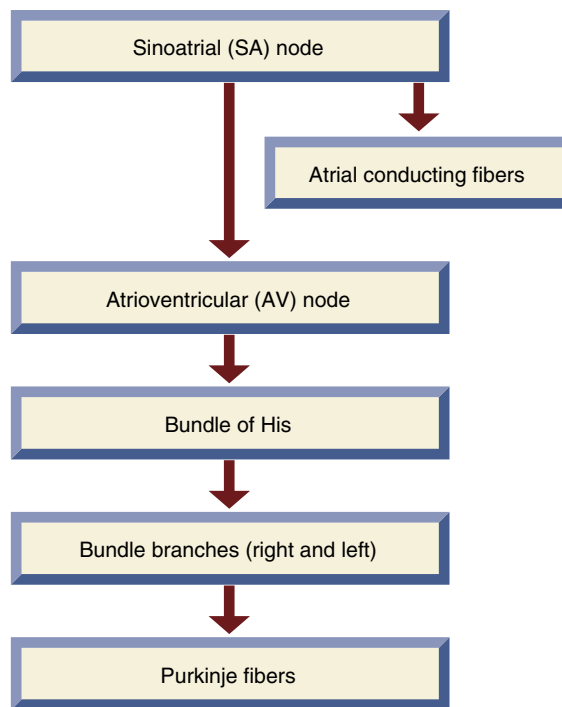 Sinoatrial (SA) node
Atrial conducting fibers
Atrioventricular (AV) node
Bundle of His
Bundle branches (right and left)
Purkinje fibers